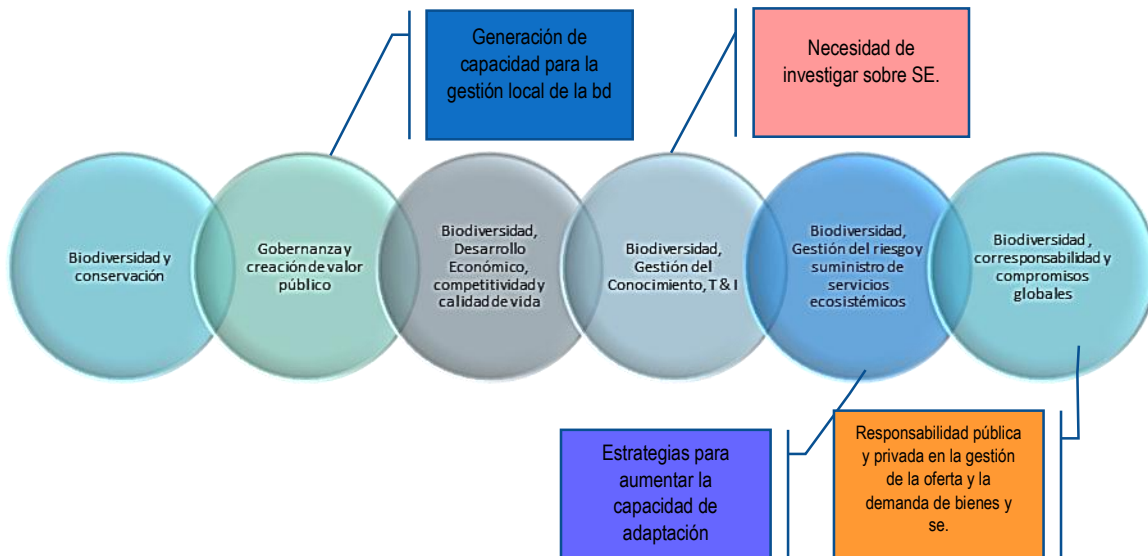 Generación de
capacidad para la
gestión local de la bd
Necesidad de
investigar sobre SE.
Biodiversidad y
conservación
Gobernanza y
creación de valor
público
Biodiversidad,
Desarrollo
Económico,
competitividad y
calidad de vida
Biodiversidad,
Gestión del
Conocimiento, T & I
Biodiversidad,
Gestión del riesgo y
suministro de
servicios
ecosistémicos
Biodiversidad ,
corresponsabilidad y
compromisos
globales
Estrategias para
aumentar la
capacidad de
adaptación
Responsabilidad pública
y privada en la gestión
de la oferta y la
demanda de bienes y
se.